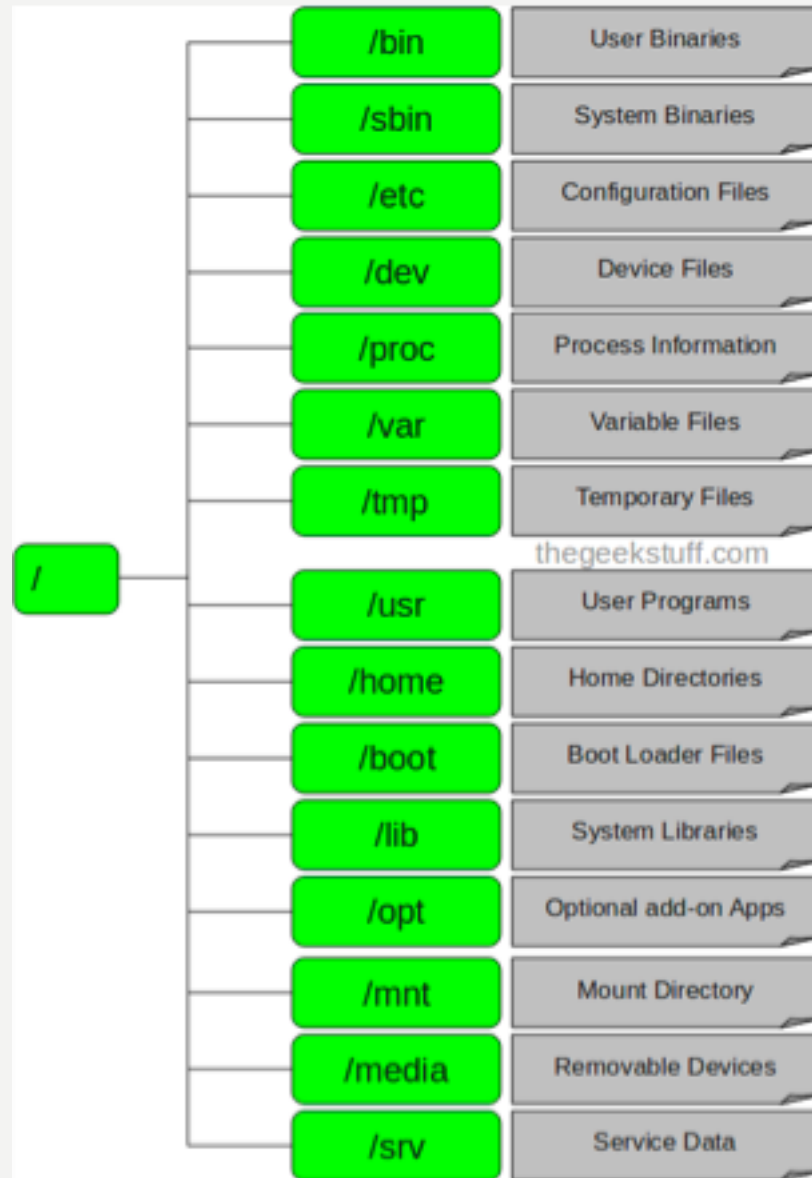 /bin User Binaries
/sbin System Binaries
/etc Configuration Files
/dev Device Files
/proc Process Information
/var Variable Files
/tmp Temporary Files
thegeekstuff.com
/
/usr User Programs
/home Home Directories
/boot Boot Loader Files
/lib System Libraries
/opt Optional add-on Apps
/mnt Mount Directory
/media Removable Devices
/srv Service Data